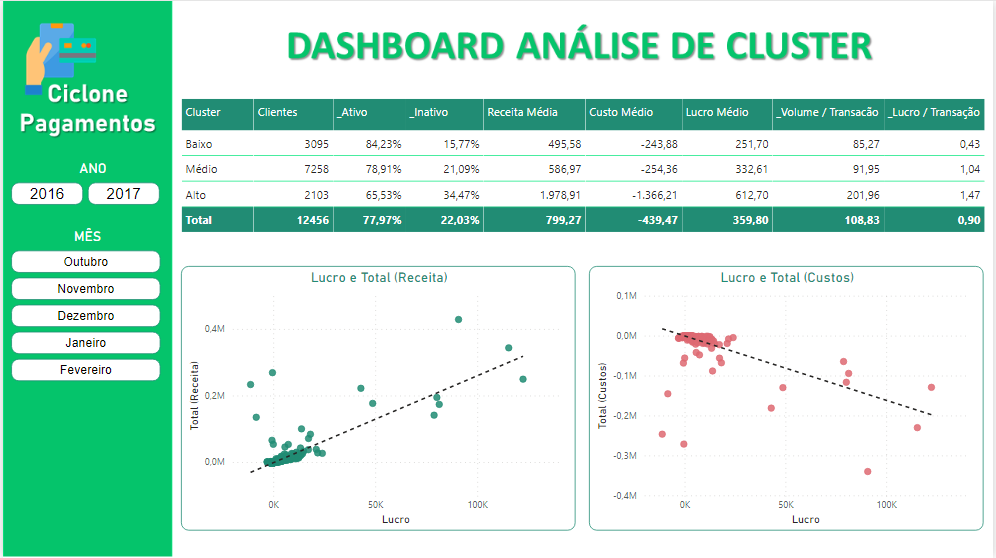 Ciclone
Pagamentos
ANO
2016 2017
MÊS
Outubro
Novembro
Dezembro
Janeiro
Fevereiro
DASHBOARD ANÁLISE DE CLUSTER
Cluster Clientes _Ativo _Inativo Receita Média Custo Médio Lucro Médio _Volume / Transacão _Lucro / Transação
Baixo 3095 84,23% 15,77% 495,58 -243,88 251,70 85,27 0,43
Médio 7258 78,91% 21,09% 586,97 -254,36 332,61 91,95 1,04
Alto 2103 65,53% 34,47% 1.978,91 -1.366,21 612,70 201,96 1,47
Total 12456 77,97% 22,03% 799,27 -439,47 359,80 108,83 0,90
Lucro e Total (Receita)
Total (Receita)
0,4M
0,2M
0,0M
0K 50K 100K
Lucro
Lucro e Total (Custos)
Total (Custos)
0,1M
0,0M
-0,1M
-0,2M
-0,3M
-0,4M
0K 50K 100K
Lucro